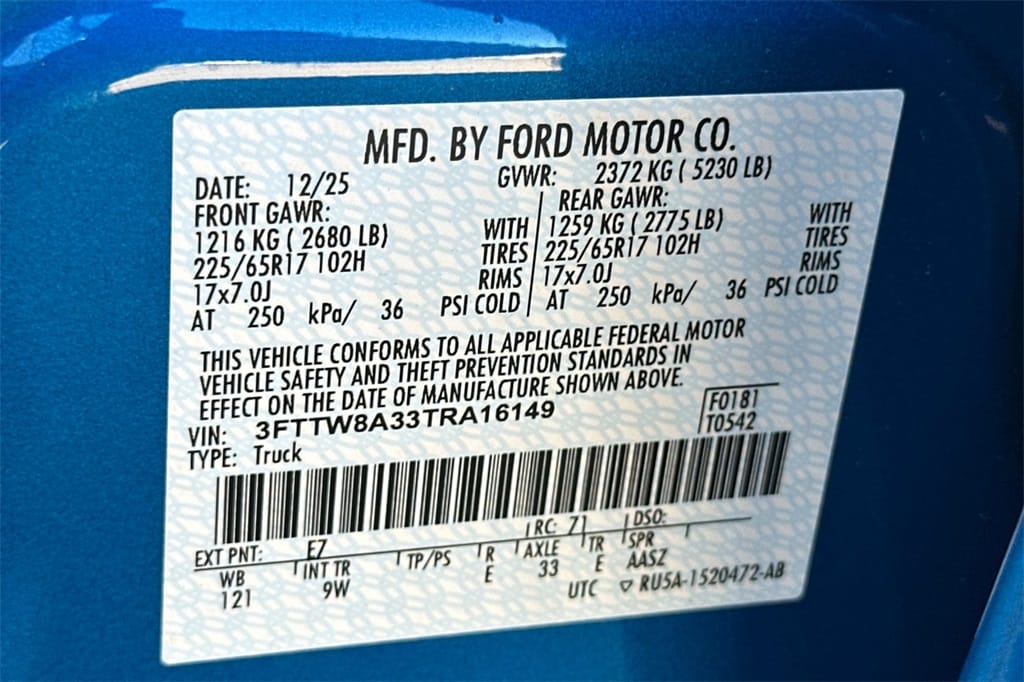 MFD. BY FORD MOTOR CO.
DATE: 12/25 GVWR: 2372 KG ( 5230 LB)
FRONT GAWR: REAR GAWR:
1216 KG ( 2680 LB) WITH 1259 KG ( 2775 LB) WITH
225/65R17 102H TIRES 225/65R17 102H TIRES
17x7.0J RIMS 17x7.0J RIMS
AT 250 kPa/ 36 PSI COLD AT 250 kPa/ 36 PSI COLD
THIS VEHICLE CONFORMS TO ALL APPLICABLE FEDERAL MOTOR
VEHICLE SAFETY AND THEFT PREVENTION STANDARDS IN
EFFECT ON THE DATE OF MANUFACTURE SHOWN ABOVE.
VIN: 3FTTW8A33TRA16149 F0181
TYPE: Truck T0542
EXT PNT: E7 RC: 71 DSO:
WB INT TR TP/PS R AXLE TR SPR
121 9W E 33 E AASZ
UTC ▽ RU5A-1520472-AB